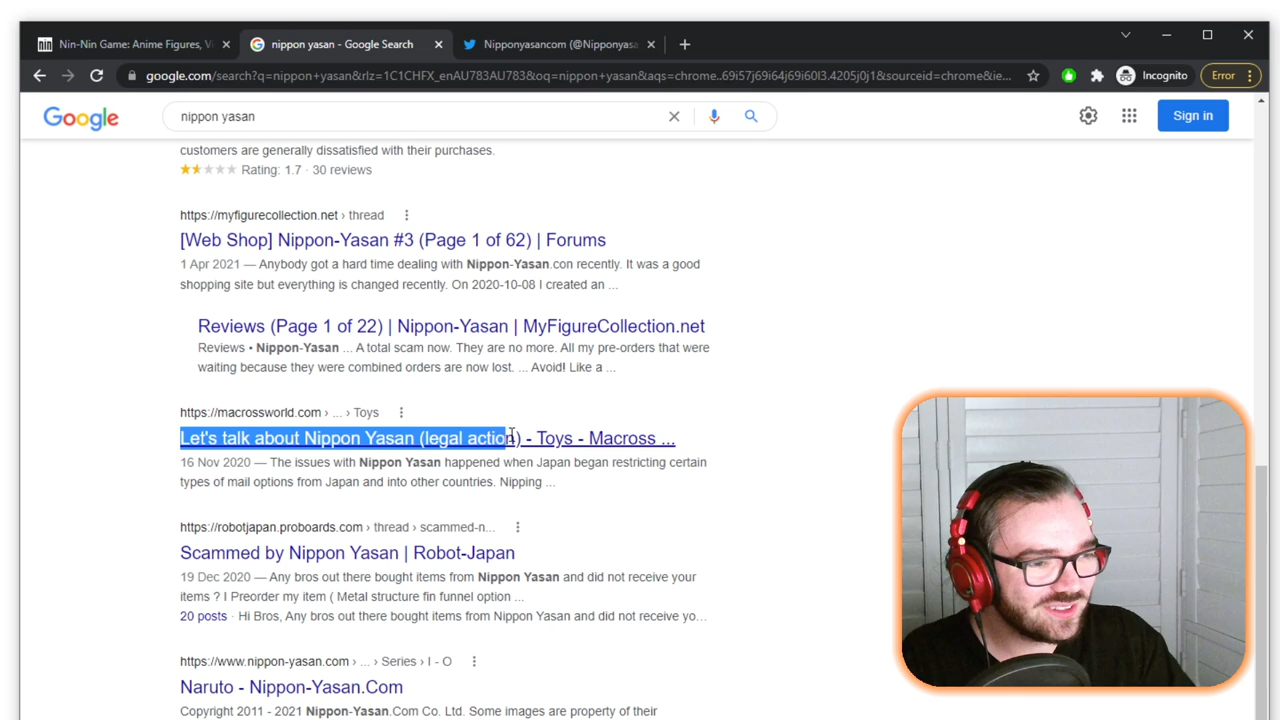 Nin-Nin Game: Anime Figures, Vi
nippon yasan - Google Search
Nipponyasancom (@Nipponyasa
google.com/search?q=nippon+yasan&rlz=1C1CHFX_enAU783AU783&oq=nippon+yasan&aqs=chrome..69i57j69i64j69i60l3.4205j0j1&sourceid=chrome&ie...
Incognito
Error
Google
nippon yasan
Sign in
customers are generally dissatisfied with their purchases.
Rating: 1.7 · 30 reviews
https://myfigurecollection.net › thread
[Web Shop] Nippon-Yasan #3 (Page 1 of 62) | Forums
1 Apr 2021 — Anybody got a hard time dealing with Nippon-Yasan.con recently. It was a good
shopping site but everything is changed recently. On 2020-10-08 I created an ...
Reviews (Page 1 of 22) | Nippon-Yasan | MyFigureCollection.net
Reviews • Nippon-Yasan ... A total scam now. They are no more. All my pre-orders that were
waiting because they were combined orders are now lost. ... Avoid! Like a ...
https://macrossworld.com › ... › Toys
Let's talk about Nippon Yasan (legal action) - Toys - Macross ...
16 Nov 2020 — The issues with Nippon Yasan happened when Japan began restricting certain
types of mail options from Japan and into other countries. Nipping ...
https://robotjapan.proboards.com › thread › scammed-n...
Scammed by Nippon Yasan | Robot-Japan
19 Dec 2020 — Any bros out there bought items from Nippon Yasan and did not receive your
items ? I Preorder my item ( Metal structure fin funnel option ...
20 posts · Hi Bros, Any bros out there bought items from Nippon Yasan and did not receive yo...
https://www.nippon-yasan.com › ... › Series › I - O
Naruto - Nippon-Yasan.Com
Copyright 2011 - 2021 Nippon-Yasan.Com Co. Ltd. Some images are property of their